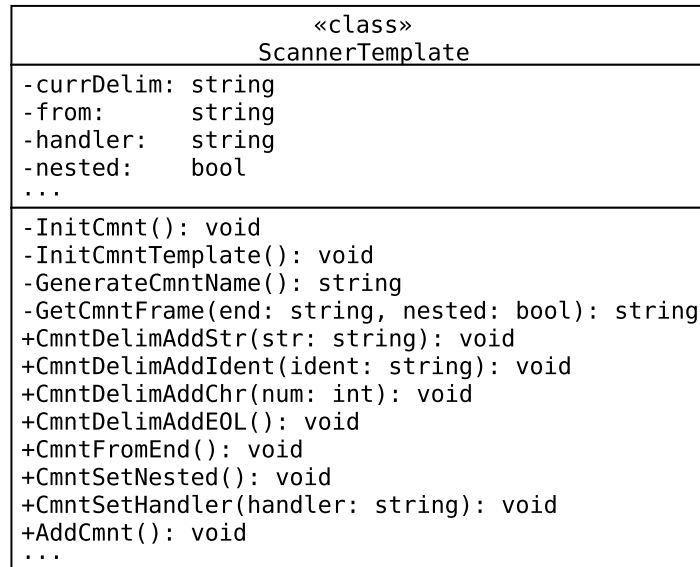 «class»
ScannerTemplate
-currDelim: string
-from: string
-handler: string
-nested: bool
...
-InitCmnt(): void
-InitCmntTemplate(): void
-GenerateCmntName(): string
-GetCmntFrame(end: string, nested: bool): string
+CmntDelimAddStr(str: string): void
+CmntDelimAddIdent(ident: string): void
+CmntDelimAddChr(num: int): void
+CmntDelimAddEOL(): void
+CmntFromEnd(): void
+CmntSetNested(): void
+CmntSetHandler(handler: string): void
+AddCmnt(): void
...